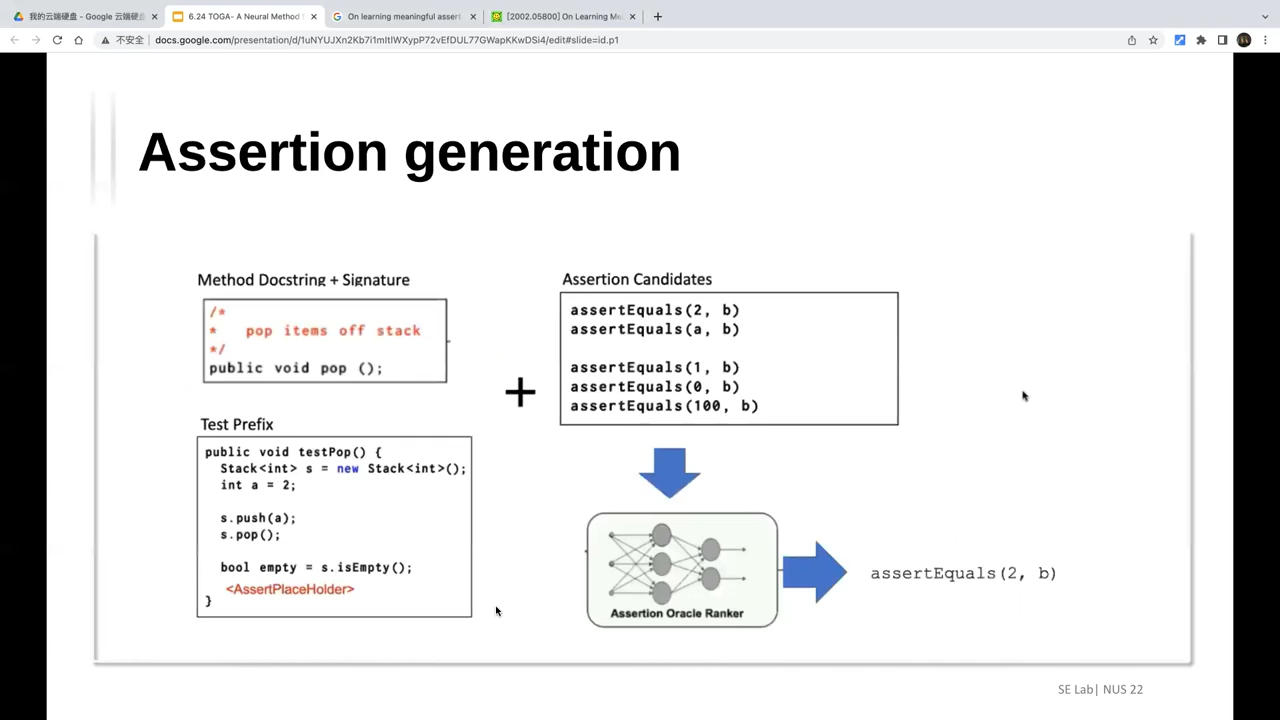 我的云端硬盘 - Google 云端硬盘
6.24 TOGA- A Neural Method
On learning meaningful assert
[2002.05800] On Learning Me
不安全
docs.google.com/presentation/d/1uNYUJXn2Kb7i1mItIWXypP72vEfDUL77GWapKKwDSi4/edit#slide=id.p1
Assertion generation
Method Docstring + Signature
/*
* pop items off stack
*/
public void pop ();
Test Prefix
public void testPop() {
Stack<int> s = new Stack<int>();
int a = 2;
s.push(a);
s.pop();
bool empty = s.isEmpty();
<AssertPlaceHolder>
}
+
Assertion Candidates
assertEquals(2, b)
assertEquals(a, b)
assertEquals(1, b)
assertEquals(0, b)
assertEquals(100, b)
Assertion Oracle Ranker
assertEquals(2, b)
SE Lab| NUS 22